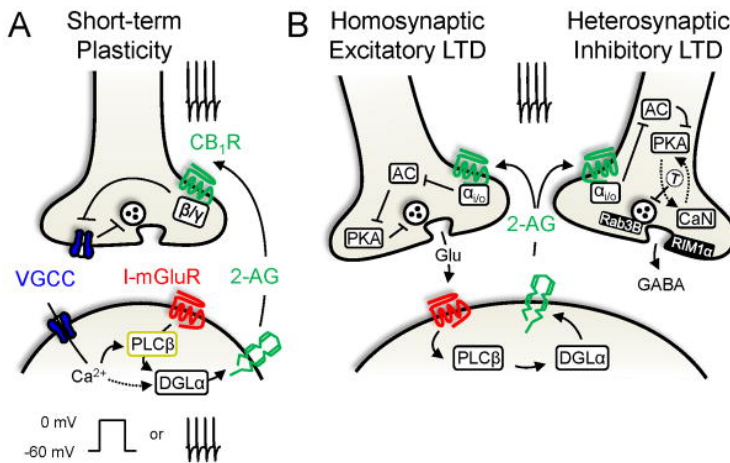 A
Short-term
Plasticity
CB₁R
β/γ
VGCC
I-mGluR
2-AG
PLCβ
Ca²⁺
DGLα
0 mV
-60 mV
or
B
Homosynaptic
Excitatory LTD
Heterosynaptic
Inhibitory LTD
AC
αi/o
PKA
Glu
2-AG
AC
PKA
T
αi/o
CaN
Rab3B
RIM1α
GABA
PLCβ
DGLα